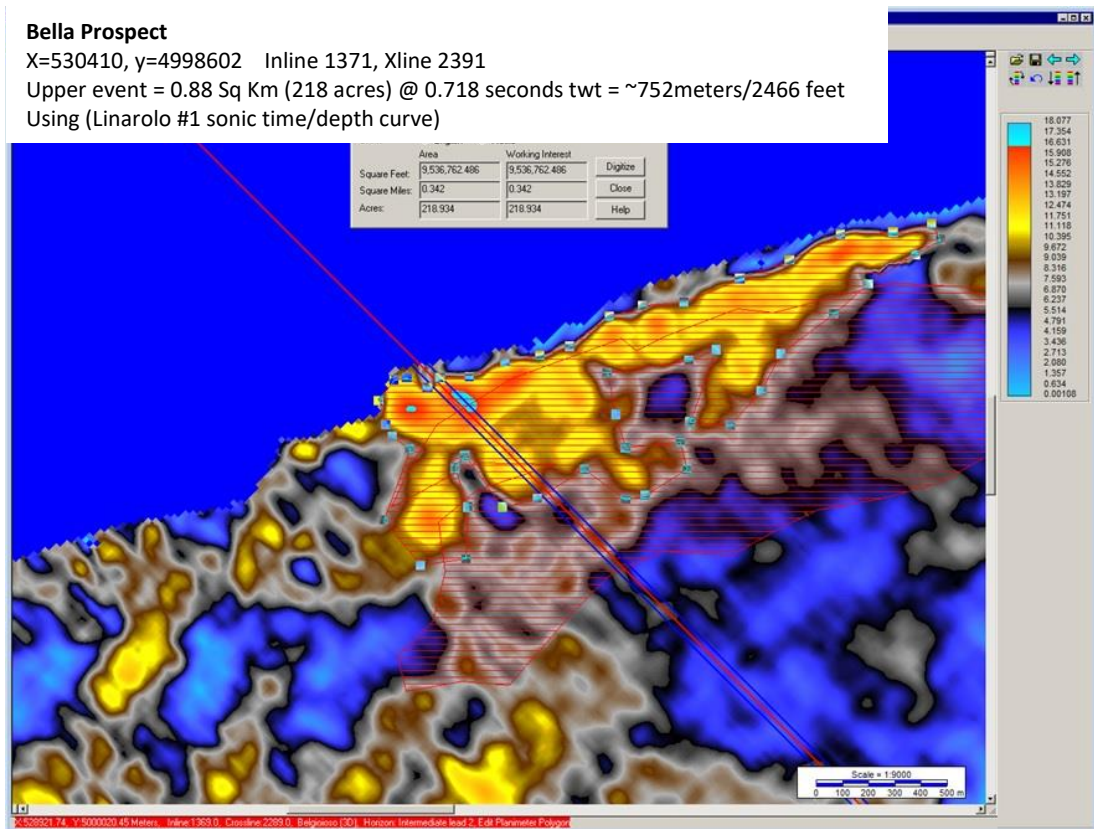 Bella Prospect
X=530410, y=4998602 Inline 1371, Xline 2391
Upper event = 0.88 Sq Km (218 acres) @ 0.718 seconds twt = ~752meters/2466 feet
Using (Linarolo #1 sonic time/depth curve)
Area Working Interest
Square Feet: 9,536,762.486 9,536,762.486 Digitize
Square Miles: 0.342 0.342 Close
Acres: 218.934 218.934 Help
18.077
17.354
16.631
15.908
15.276
14.552
13.829
13.197
12.474
11.751
11.118
10.395
9.672
9.039
8.316
7.593
6.870
6.237
5.514
4.791
4.159
3.436
2.713
2.080
1.357
0.634
0.00108
Scale = 1:9000
0 100 200 300 400 500 m
X:528921.74, Y:5000020.45 Meters, Inline:1369.0, Crossline:2289.0, Belgioioso (3D), Horizon: Intermediate lead 2, Edit Planimeter Polygon